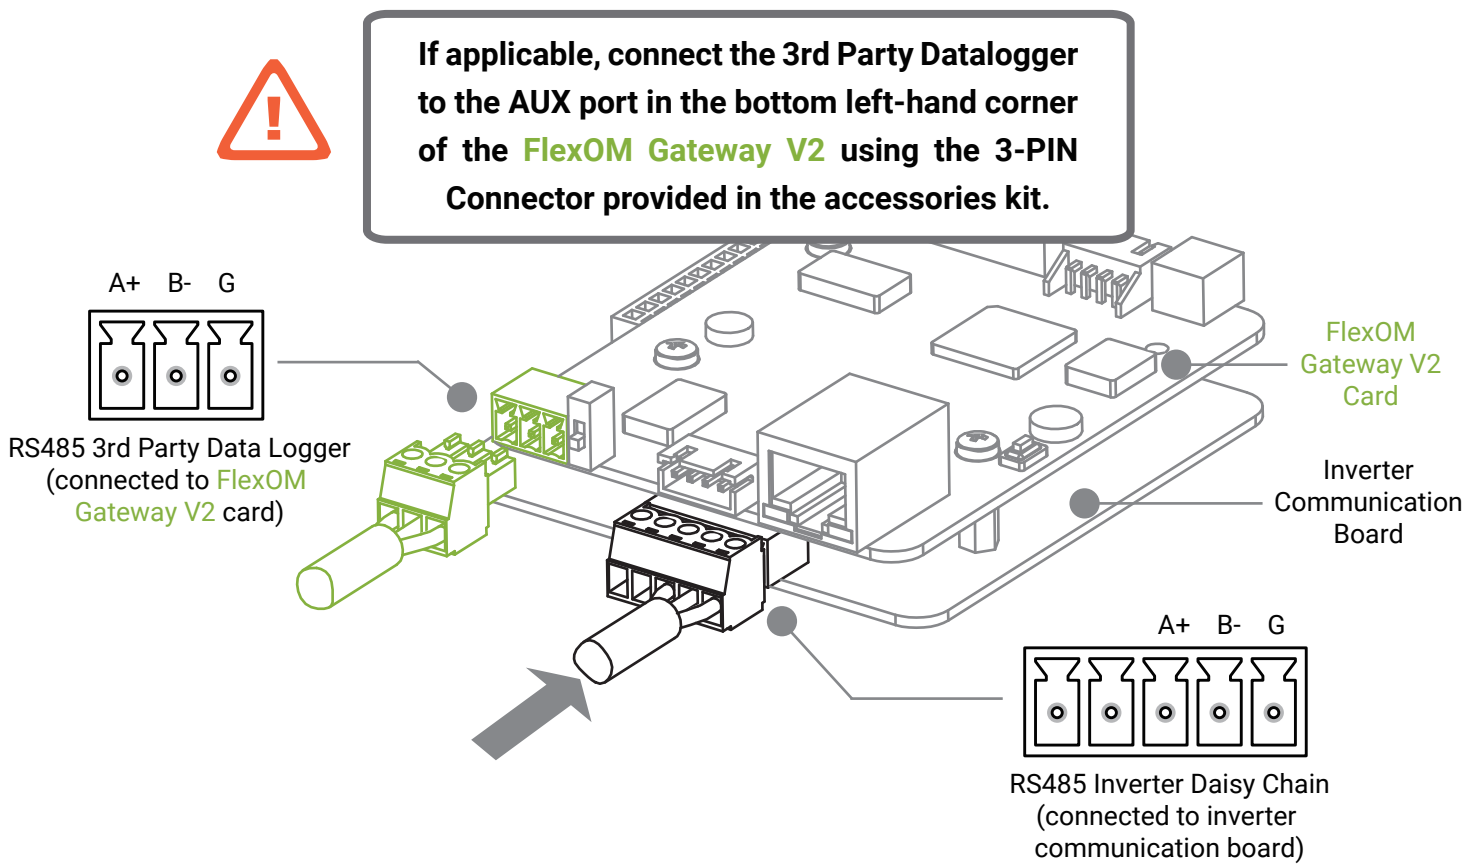 If applicable, connect the 3rd Party Datalogger
to the AUX port in the bottom left-hand corner
of the FlexOM Gateway V2 using the 3-PIN
Connector provided in the accessories kit.
!
A+ B- G
RS485 3rd Party Data Logger
(connected to FlexOM
Gateway V2 card)
FlexOM
Gateway V2
Card
Inverter
Communication
Board
A+ B- G
RS485 Inverter Daisy Chain
(connected to inverter
communication board)